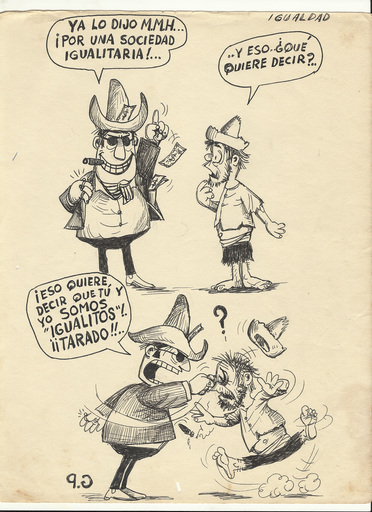 IGUALDAD
YA LO DIJO M.M.H...
¡POR UNA SOCIEDAD
IGUALITARIA!...
..Y ESO.¿QUÉ
QUIERE DECIR?..
¡ESO QUIERE,
DECIR QUE TÚ Y
YO SOMOS
"IGUALITOS"!.
¡¡TARADO!!..
?
G.P